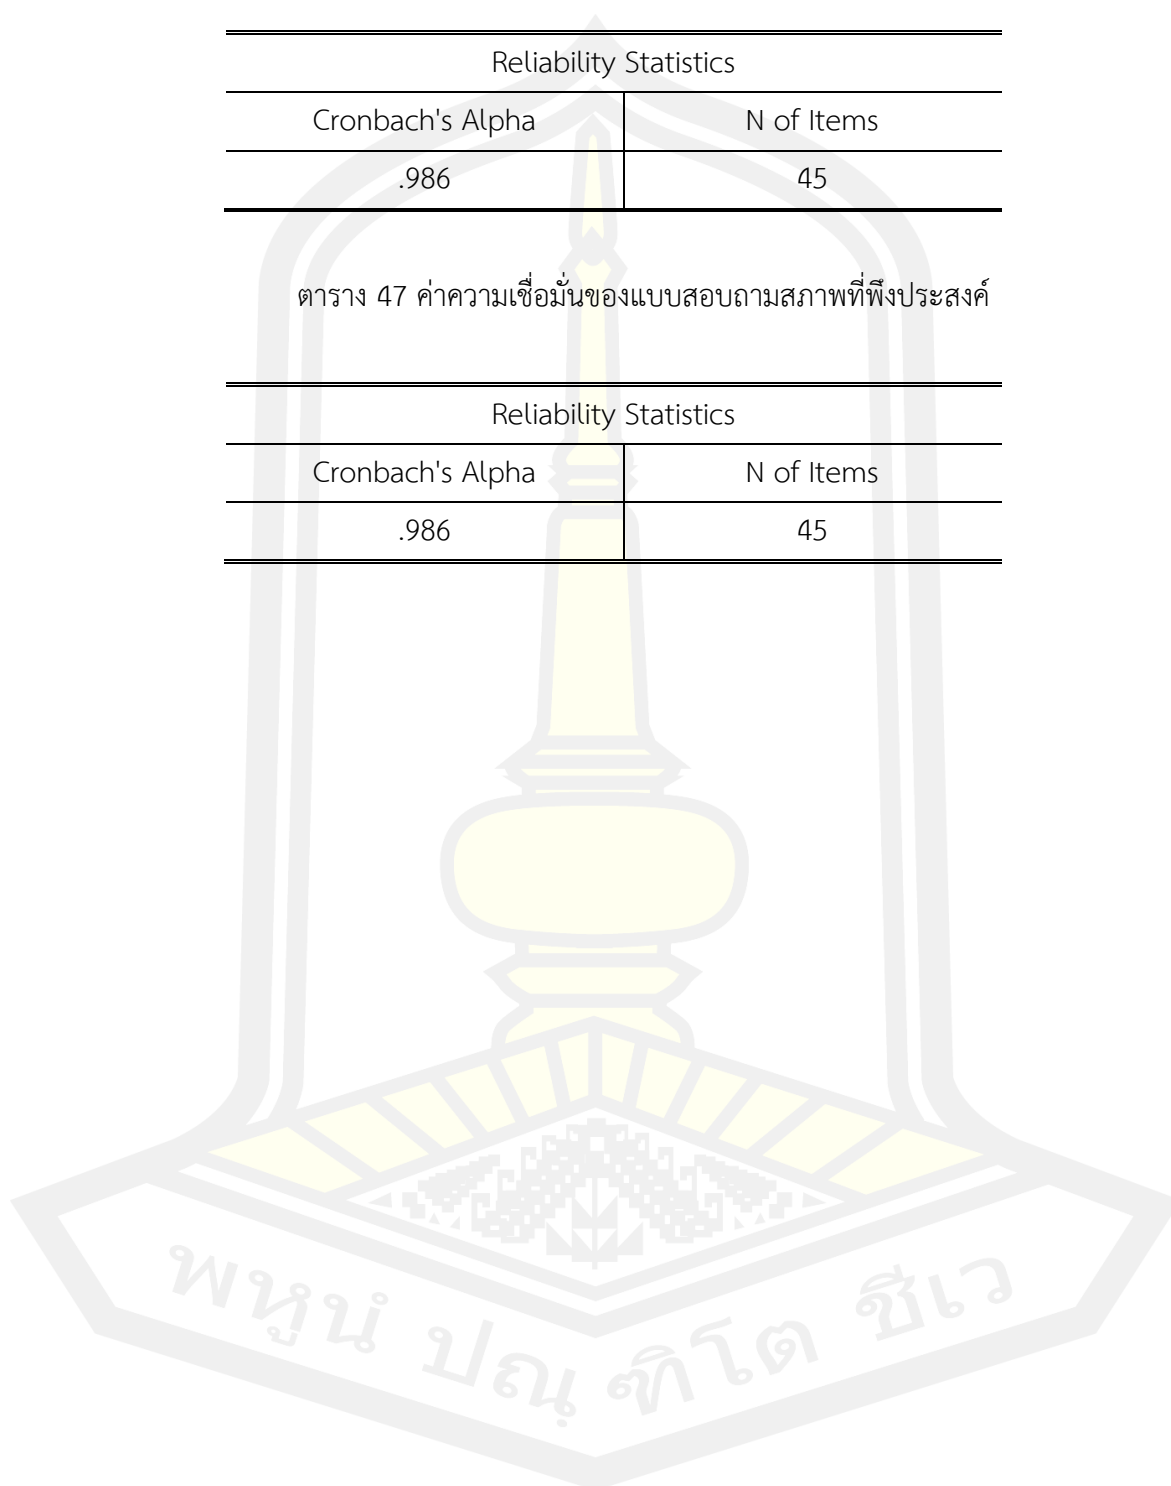 Reliability Statistics
Cronbach's Alpha N of Items
.986 45
ตาราง 47 ค่าความเชื่อมั่นของแบบสอบถามสภาพที่พึงประสงค์
Reliability Statistics
Cronbach's Alpha N of Items
.986 45
พหูนํ ปณฺฑิโต ชีเว